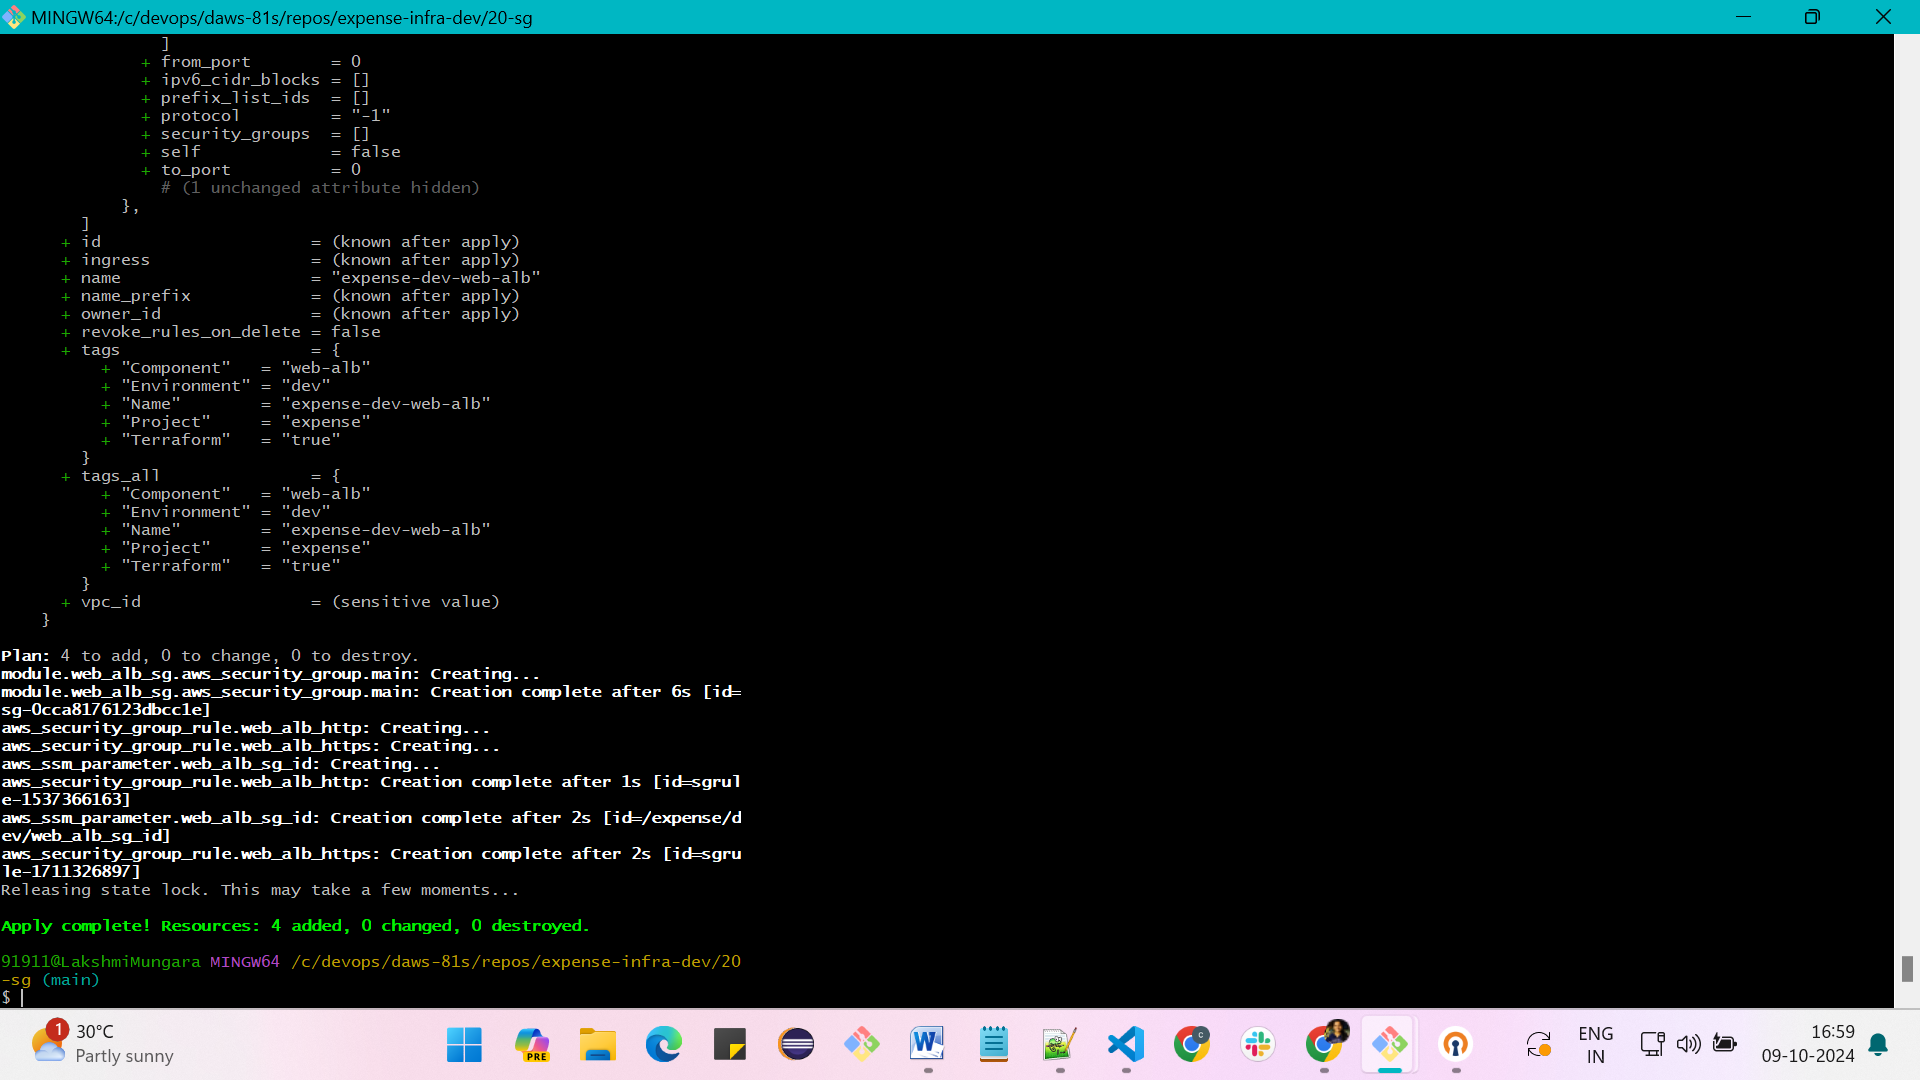 MINGW64:/c/devops/daws-81s/repos/expense-infra-dev/20-sg
]
+ from_port = 0
+ ipv6_cidr_blocks = []
+ prefix_list_ids = []
+ protocol = "-1"
+ security_groups = []
+ self = false
+ to_port = 0
# (1 unchanged attribute hidden)
},
]
+ id = (known after apply)
+ ingress = (known after apply)
+ name = "expense-dev-web-alb"
+ name_prefix = (known after apply)
+ owner_id = (known after apply)
+ revoke_rules_on_delete = false
+ tags = {
+ "Component" = "web-alb"
+ "Environment" = "dev"
+ "Name" = "expense-dev-web-alb"
+ "Project" = "expense"
+ "Terraform" = "true"
}
+ tags_all = {
+ "Component" = "web-alb"
+ "Environment" = "dev"
+ "Name" = "expense-dev-web-alb"
+ "Project" = "expense"
+ "Terraform" = "true"
}
+ vpc_id = (sensitive value)
}
Plan: 4 to add, 0 to change, 0 to destroy.
module.web_alb_sg.aws_security_group.main: Creating...
module.web_alb_sg.aws_security_group.main: Creation complete after 6s [id=
sg-0cca8176123dbcc1e]
aws_security_group_rule.web_alb_http: Creating...
aws_security_group_rule.web_alb_https: Creating...
aws_ssm_parameter.web_alb_sg_id: Creating...
aws_security_group_rule.web_alb_http: Creation complete after 1s [id=sgrul
e-1537366163]
aws_ssm_parameter.web_alb_sg_id: Creation complete after 2s [id=/expense/d
ev/web_alb_sg_id]
aws_security_group_rule.web_alb_https: Creation complete after 2s [id=sgru
le-1711326897]
Releasing state lock. This may take a few moments...
Apply complete! Resources: 4 added, 0 changed, 0 destroyed.
91911@LakshmiMungara MINGW64 /c/devops/daws-81s/repos/expense-infra-dev/20
-sg (main)
$
1
30°C
Partly sunny
PRE
W
C
ENG
IN
16:59
09-10-2024